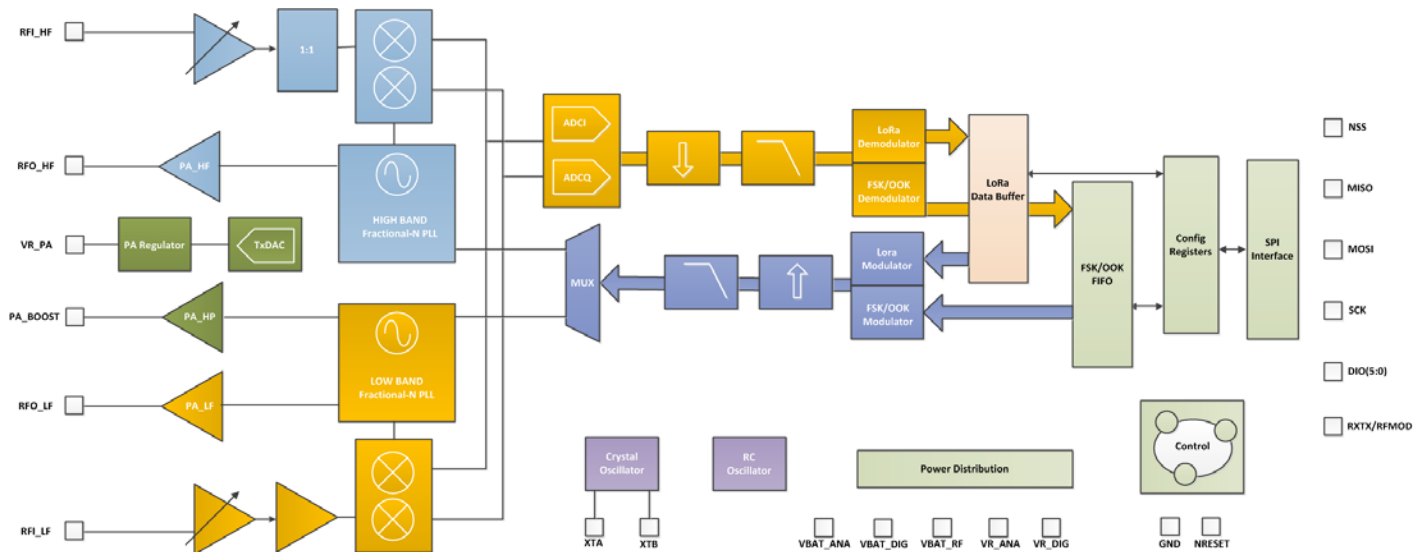 RFI_HF
1:1
RFO_HF
PA_HF
HIGH BAND
Fractional-N PLL
VR_PA
PA Regulator
TxDAC
PA_BOOST
PA_HP
LOW BAND
Fractional-N PLL
RFO_LF
PA_LF
RFI_LF
ADCI
ADCQ
MUX
LoRa
Demodulator
FSK/OOK
Demodulator
Lora
Modulator
FSK/OOK
Modulator
LoRa
Data Buffer
FSK/OOK
FIFO
Config
Registers
SPI
Interface
NSS
MISO
MOSI
SCK
DIO(5:0)
RXTX/RFMOD
Crystal
Oscillator
RC
Oscillator
Power Distribution
Control
XTA
XTB
VBAT_ANA
VBAT_DIG
VBAT_RF
VR_ANA
VR_DIG
GND
NRESET